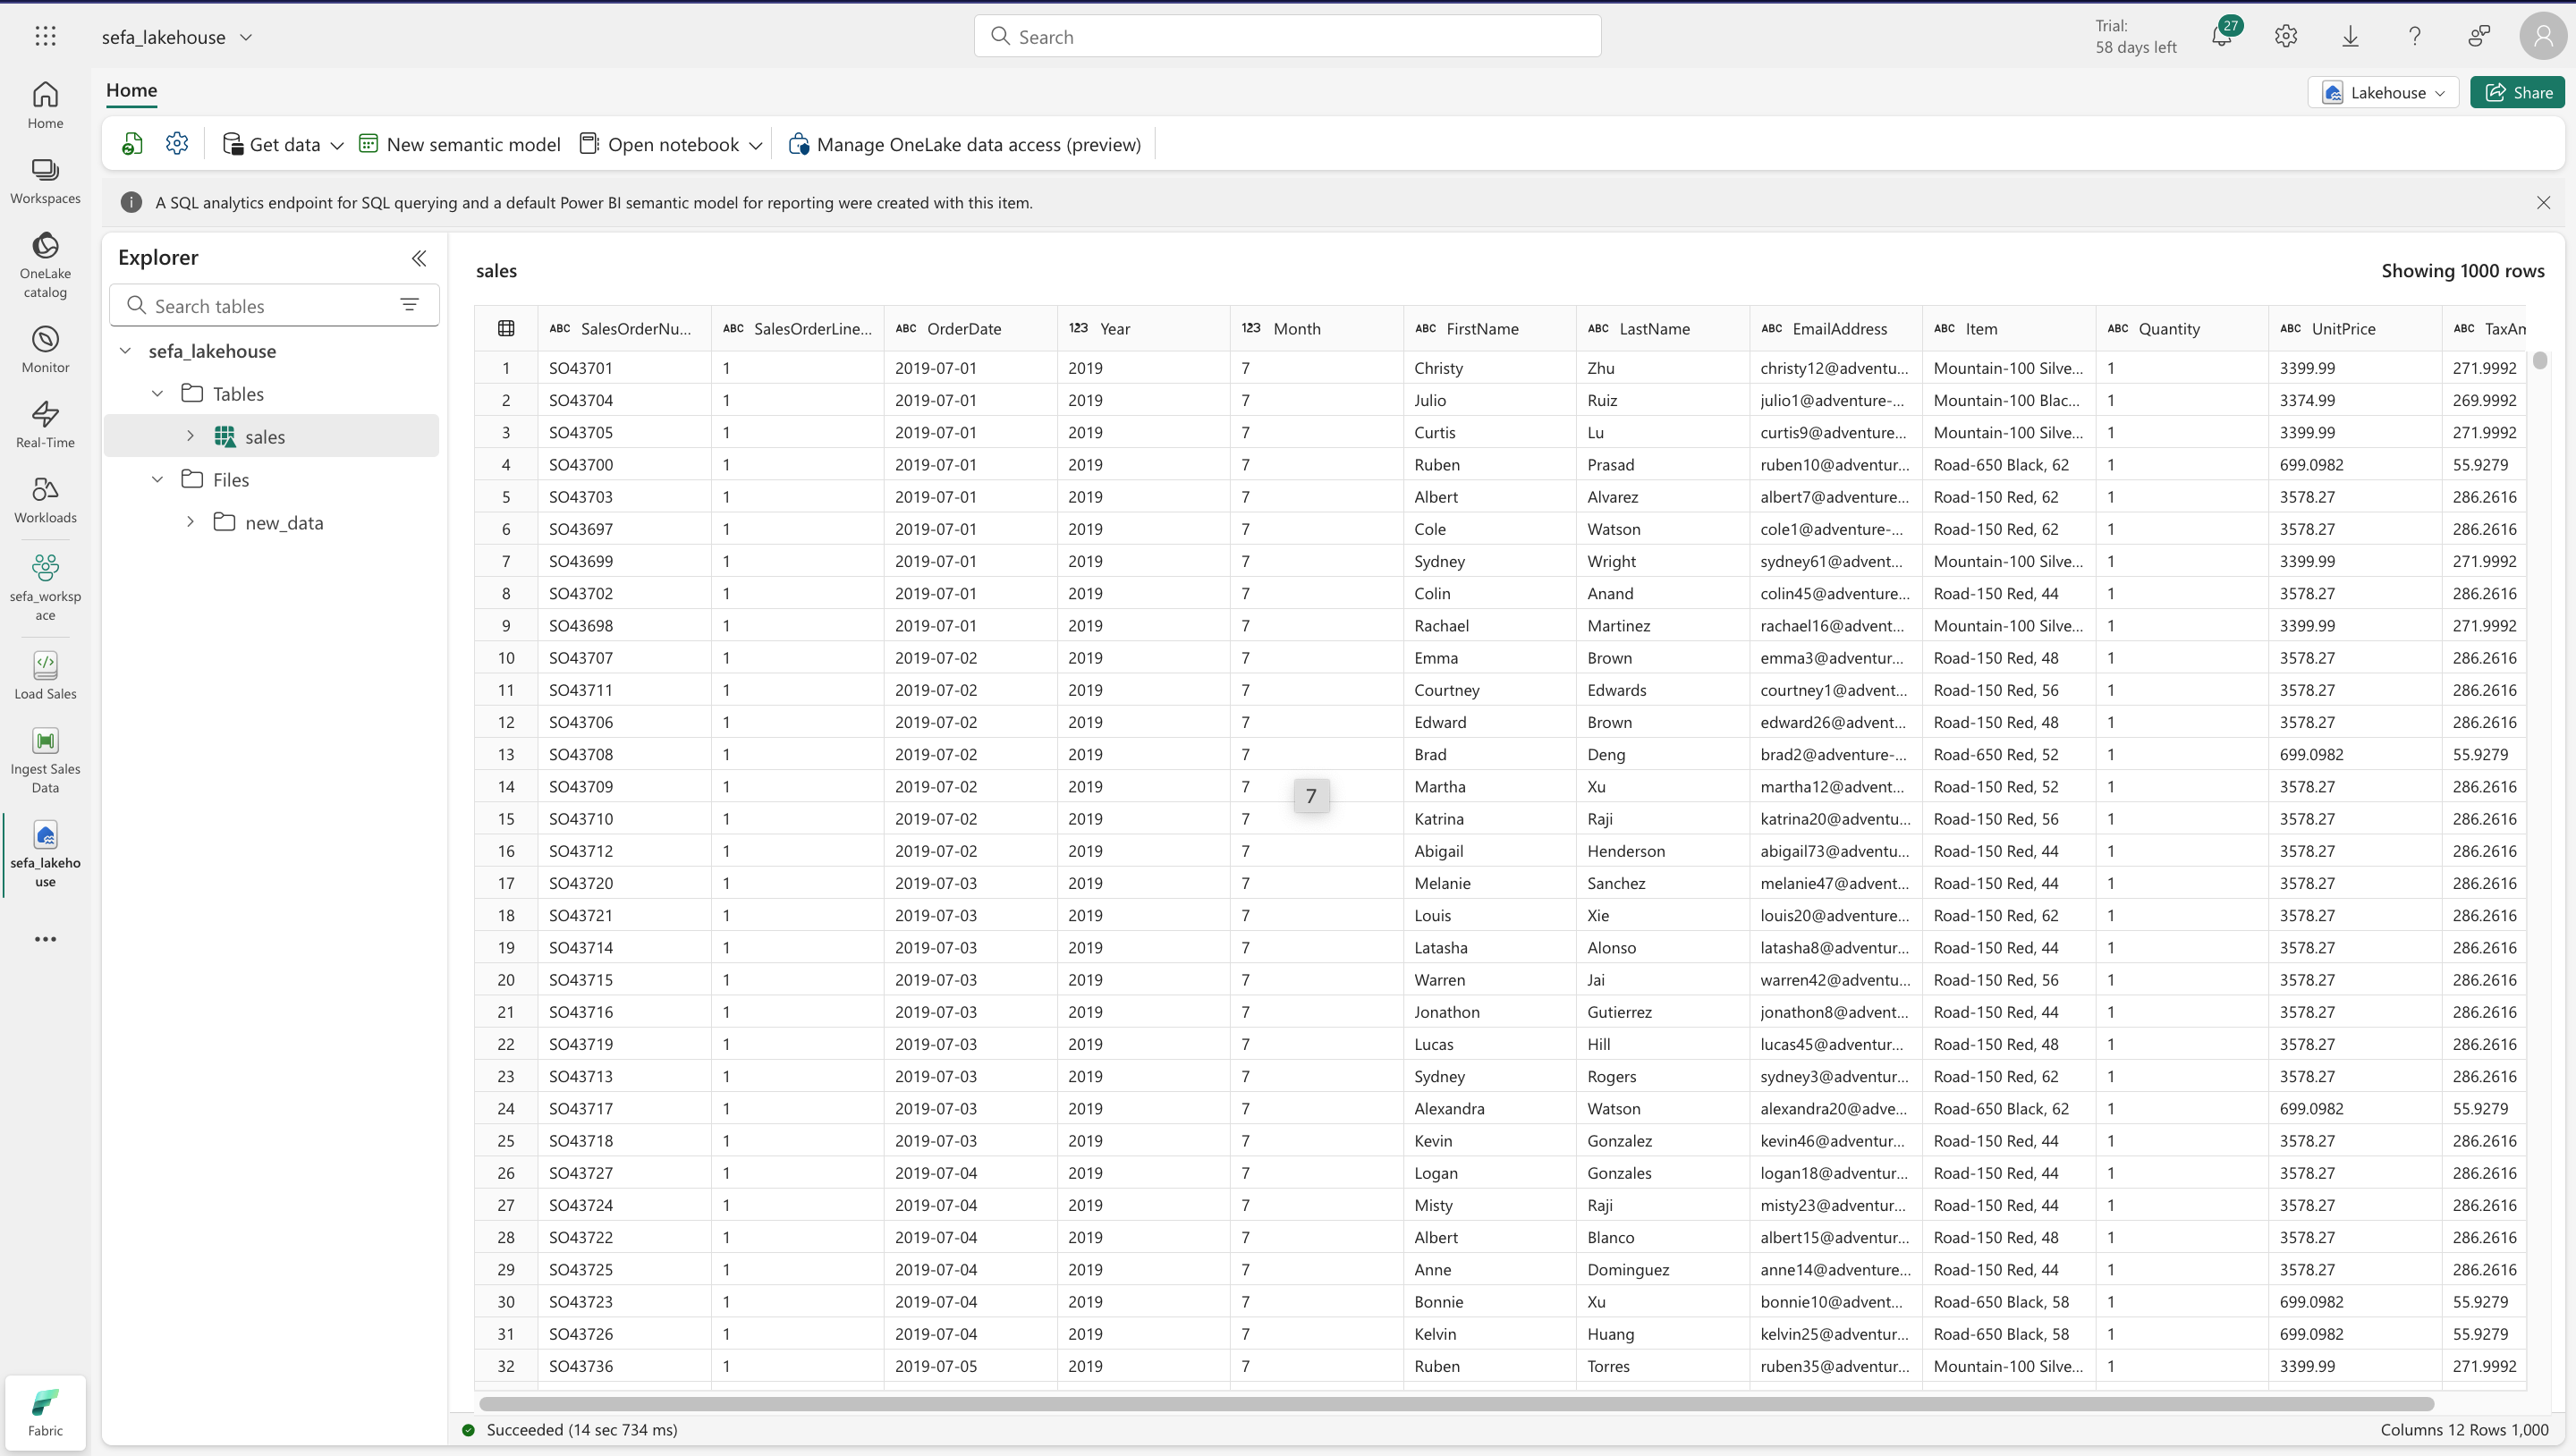 sefa_lakehouse
Search
Trial:
58 days left
27
Home
Lakehouse
Share
Get data
New semantic model
Open notebook
Manage OneLake data access (preview)
A SQL analytics endpoint for SQL querying and a default Power BI semantic model for reporting were created with this item.
Home
Workspaces
OneLake
catalog
Monitor
Real-Time
Workloads
sefa_worksp
ace
Load Sales
Ingest Sales
Data
sefa_lakeho
use
Fabric
Explorer
Search tables
sefa_lakehouse
Tables
sales
Files
new_data
sales
Showing 1000 rows
ABC SalesOrderNu... ABC SalesOrderLine... ABC OrderDate 123 Year 123 Month ABC FirstName ABC LastName ABC EmailAddress ABC Item ABC Quantity ABC UnitPrice ABC TaxAm
1 SO43701 1 2019-07-01 2019 7 Christy Zhu christy12@adventu... Mountain-100 Silve... 1 3399.99 271.9992
2 SO43704 1 2019-07-01 2019 7 Julio Ruiz julio1@adventure-... Mountain-100 Blac... 1 3374.99 269.9992
3 SO43705 1 2019-07-01 2019 7 Curtis Lu curtis9@adventure... Mountain-100 Silve... 1 3399.99 271.9992
4 SO43700 1 2019-07-01 2019 7 Ruben Prasad ruben10@adventur... Road-650 Black, 62 1 699.0982 55.9279
5 SO43703 1 2019-07-01 2019 7 Albert Alvarez albert7@adventure... Road-150 Red, 62 1 3578.27 286.2616
6 SO43697 1 2019-07-01 2019 7 Cole Watson cole1@adventure-... Road-150 Red, 62 1 3578.27 286.2616
7 SO43699 1 2019-07-01 2019 7 Sydney Wright sydney61@advent... Mountain-100 Silve... 1 3399.99 271.9992
8 SO43702 1 2019-07-01 2019 7 Colin Anand colin45@adventure... Road-150 Red, 44 1 3578.27 286.2616
9 SO43698 1 2019-07-01 2019 7 Rachael Martinez rachael16@advent... Mountain-100 Silve... 1 3399.99 271.9992
10 SO43707 1 2019-07-02 2019 7 Emma Brown emma3@adventur... Road-150 Red, 48 1 3578.27 286.2616
11 SO43711 1 2019-07-02 2019 7 Courtney Edwards courtney1@advent... Road-150 Red, 56 1 3578.27 286.2616
12 SO43706 1 2019-07-02 2019 7 Edward Brown edward26@advent... Road-150 Red, 48 1 3578.27 286.2616
13 SO43708 1 2019-07-02 2019 7 Brad Deng brad2@adventure-... Road-650 Red, 52 1 699.0982 55.9279
14 SO43709 1 2019-07-02 2019 7 Martha Xu martha12@advent... Road-150 Red, 52 1 3578.27 286.2616
7
15 SO43710 1 2019-07-02 2019 7 Katrina Raji katrina20@adventu... Road-150 Red, 56 1 3578.27 286.2616
16 SO43712 1 2019-07-02 2019 7 Abigail Henderson abigail73@adventu... Road-150 Red, 44 1 3578.27 286.2616
17 SO43720 1 2019-07-03 2019 7 Melanie Sanchez melanie47@advent... Road-150 Red, 44 1 3578.27 286.2616
18 SO43721 1 2019-07-03 2019 7 Louis Xie louis20@adventure... Road-150 Red, 62 1 3578.27 286.2616
19 SO43714 1 2019-07-03 2019 7 Latasha Alonso latasha8@adventur... Road-150 Red, 44 1 3578.27 286.2616
20 SO43715 1 2019-07-03 2019 7 Warren Jai warren42@adventu... Road-150 Red, 56 1 3578.27 286.2616
21 SO43716 1 2019-07-03 2019 7 Jonathon Gutierrez jonathon8@advent... Road-150 Red, 44 1 3578.27 286.2616
22 SO43719 1 2019-07-03 2019 7 Lucas Hill lucas45@adventur... Road-150 Red, 48 1 3578.27 286.2616
23 SO43713 1 2019-07-03 2019 7 Sydney Rogers sydney3@adventur... Road-150 Red, 62 1 3578.27 286.2616
24 SO43717 1 2019-07-03 2019 7 Alexandra Watson alexandra20@adve... Road-650 Black, 62 1 699.0982 55.9279
25 SO43718 1 2019-07-03 2019 7 Kevin Gonzalez kevin46@adventur... Road-150 Red, 44 1 3578.27 286.2616
26 SO43727 1 2019-07-04 2019 7 Logan Gonzales logan18@adventur... Road-150 Red, 44 1 3578.27 286.2616
27 SO43724 1 2019-07-04 2019 7 Misty Raji misty23@adventur... Road-150 Red, 44 1 3578.27 286.2616
28 SO43722 1 2019-07-04 2019 7 Albert Blanco albert15@adventur... Road-150 Red, 48 1 3578.27 286.2616
29 SO43725 1 2019-07-04 2019 7 Anne Dominguez anne14@adventure... Road-150 Red, 44 1 3578.27 286.2616
30 SO43723 1 2019-07-04 2019 7 Bonnie Xu bonnie10@advent... Road-650 Black, 58 1 699.0982 55.9279
31 SO43726 1 2019-07-04 2019 7 Kelvin Huang kelvin25@adventur... Road-650 Black, 58 1 699.0982 55.9279
32 SO43736 1 2019-07-05 2019 7 Ruben Torres ruben35@adventur... Mountain-100 Silve... 1 3399.99 271.9992
Succeeded (14 sec 734 ms)
Columns 12 Rows 1,000